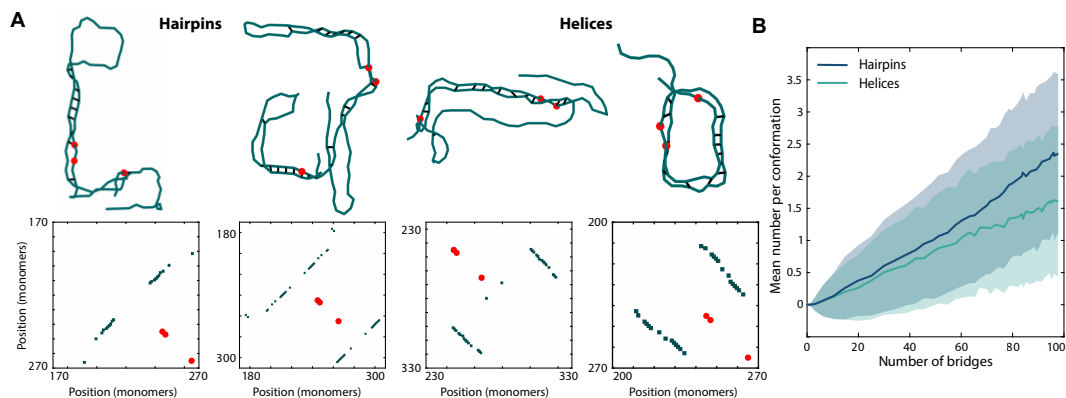 A
Hairpins
Helices
B
170
270
170
270
Position (monomers)
Position (monomers)
180
300
180
300
Position (monomers)
230
330
230
330
Position (monomers)
200
270
200
270
Position (monomers)
Hairpins
Helices
3.5
3
2.5
2
1.5
1
0.5
0
0
20
40
60
80
100
Mean number per conformation
Number of bridges